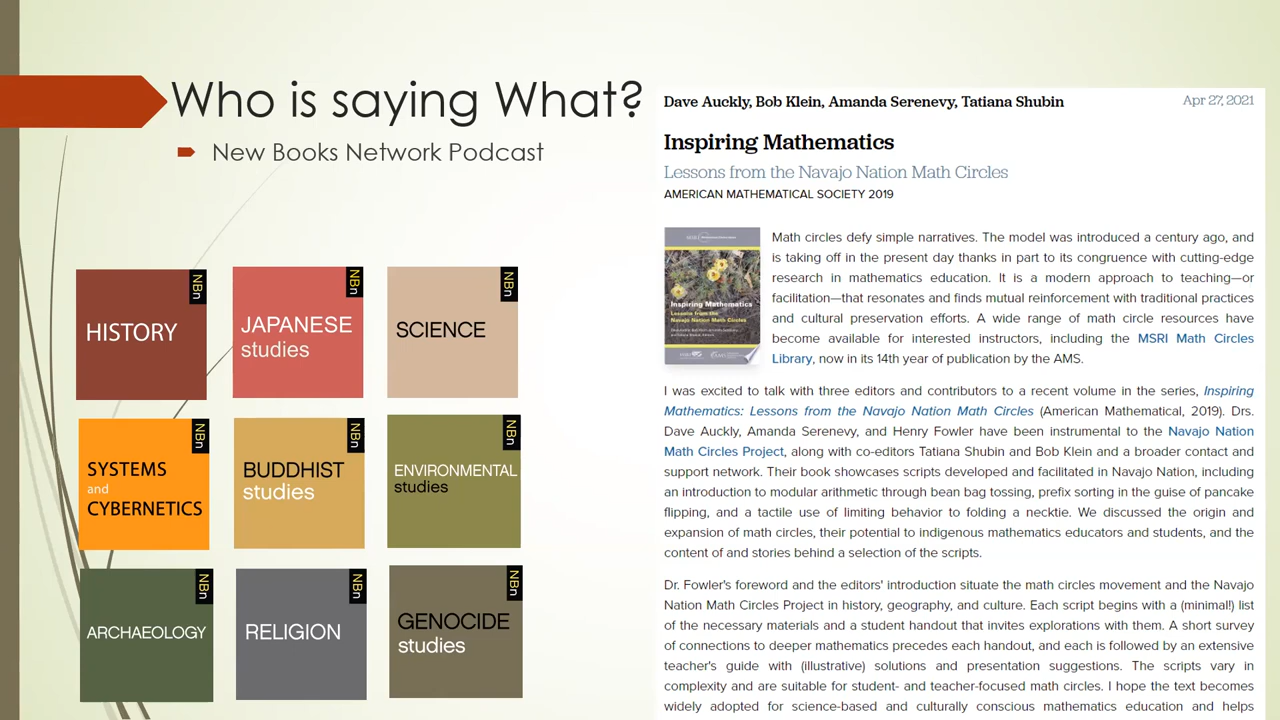 Who is saying What?
New Books Network Podcast
NBn
HISTORY
NBn
JAPANESE
studies
NBn
SCIENCE
NBn
SYSTEMS
and
CYBERNETICS
NBn
BUDDHIST
studies
NBn
ENVIRONMENTAL
studies
NBn
ARCHAEOLOGY
NBn
RELIGION
NBn
GENOCIDE
studies
Dave Auckly, Bob Klein, Amanda Serenevy, Tatiana Shubin
Apr 27, 2021
Inspiring Mathematics
Lessons from the Navajo Nation Math Circles
AMERICAN MATHEMATICAL SOCIETY 2019
Inspiring Mathematics
Lessons from the
Navajo Nation Math Circles
Math circles defy simple narratives. The model was introduced a century ago, and
is taking off in the present day thanks in part to its congruence with cutting-edge
research in mathematics education. It is a modern approach to teaching—or
facilitation—that resonates and finds mutual reinforcement with traditional practices
and cultural preservation efforts. A wide range of math circle resources have
become available for interested instructors, including the MSRI Math Circles
Library, now in its 14th year of publication by the AMS.
I was excited to talk with three editors and contributors to a recent volume in the series, Inspiring
Mathematics: Lessons from the Navajo Nation Math Circles (American Mathematical, 2019). Drs.
Dave Auckly, Amanda Serenevy, and Henry Fowler have been instrumental to the Navajo Nation
Math Circles Project, along with co-editors Tatiana Shubin and Bob Klein and a broader contact and
support network. Their book showcases scripts developed and facilitated in Navajo Nation, including
an introduction to modular arithmetic through bean bag tossing, prefix sorting in the guise of pancake
flipping, and a tactile use of limiting behavior to folding a necktie. We discussed the origin and
expansion of math circles, their potential to indigenous mathematics educators and students, and the
content of and stories behind a selection of the scripts.
Dr. Fowler's foreword and the editors' introduction situate the math circles movement and the Navajo
Nation Math Circles Project in history, geography, and culture. Each script begins with a (minimal!) list
of the necessary materials and a student handout that invites explorations with them. A short survey
of connections to deeper mathematics precedes each handout, and each is followed by an extensive
teacher's guide with (illustrative) solutions and presentation suggestions. The scripts vary in
complexity and are suitable for student- and teacher-focused math circles. I hope the text becomes
widely adopted for science-based and culturally conscious mathematics education and helps